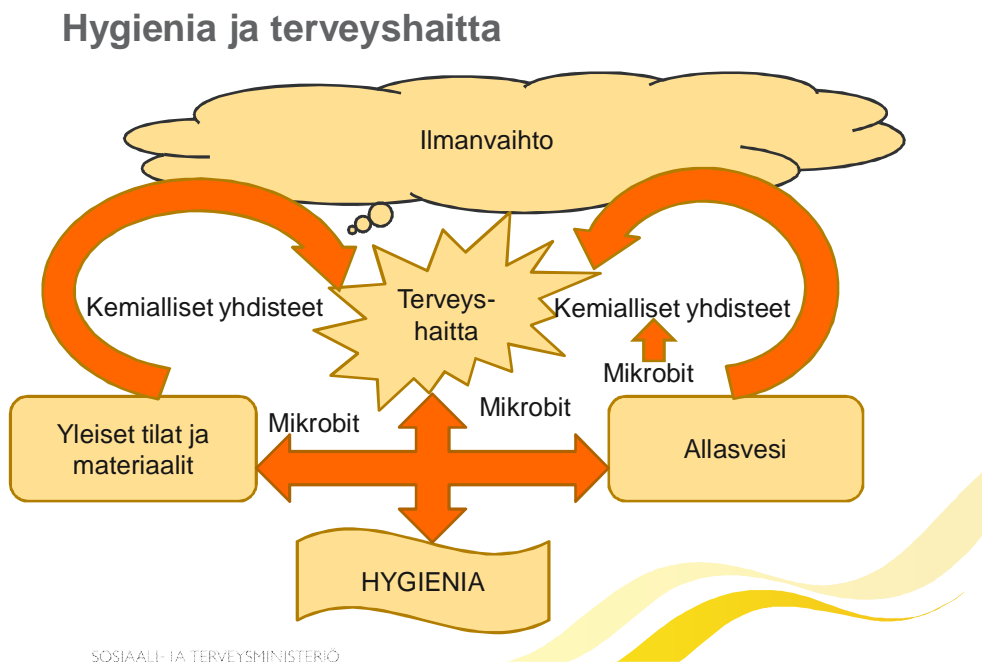 Hygienia ja terveyshaitta
Ilmanvaihto
Kemialliset yhdisteet
Terveys-
haitta
Kemialliset yhdisteet
Mikrobit
Mikrobit
Mikrobit
Yleiset tilat ja
materiaalit
Allasvesi
HYGIENIA
SOSIAALI- JA TERVEYSMINISTERIÖ